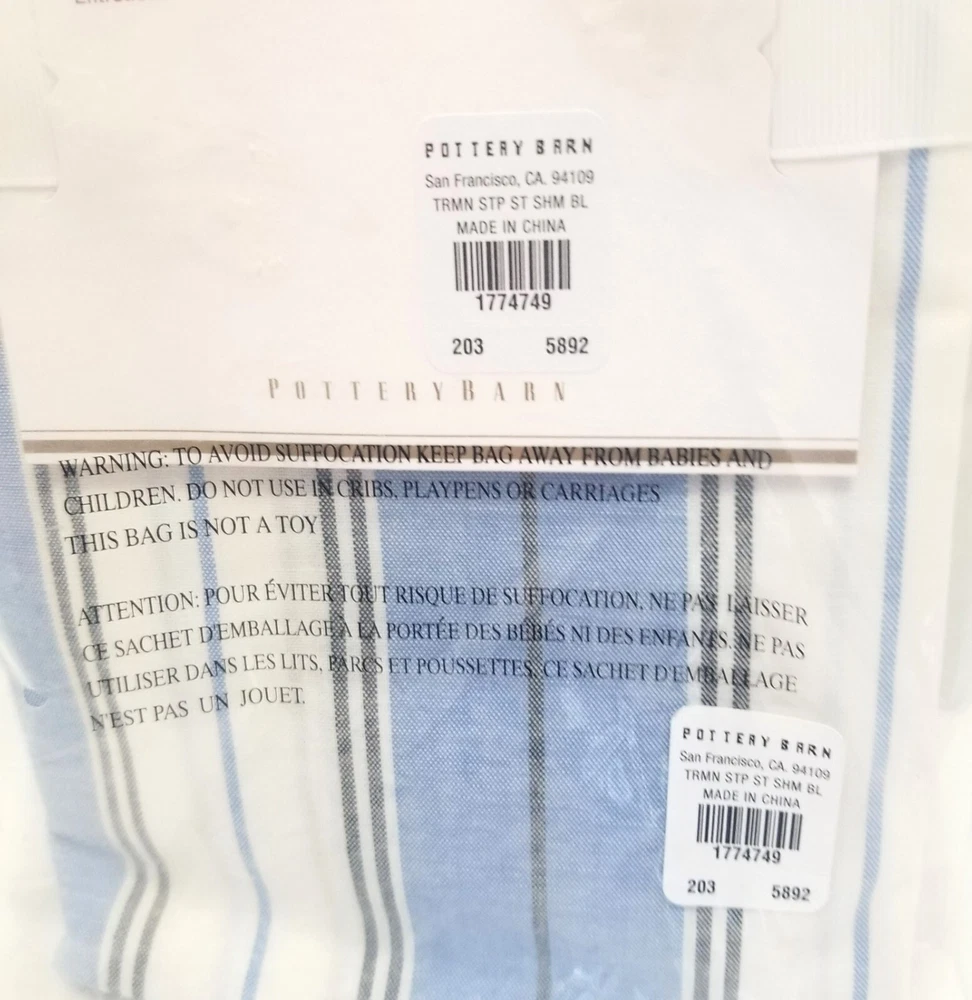 POTTERY BARN
San Francisco, CA. 94109
TRMN STP ST SHM BL
MADE IN CHINA
1774749
203 5892
POTTERYBARN
WARNING: TO AVOID SUFFOCATION KEEP BAG AWAY FROM BABIES AND
CHILDREN. DO NOT USE IN CRIBS, PLAYPENS OR CARRIAGES
THIS BAG IS NOT A TOY
ATTENTION: POUR ÉVITER TOUT RISQUE DE SUFFOCATION, NE PAS LAISSER
CE SACHET D'EMBALLAGE À LA PORTÉE DES BÉBÉS NI DES ENFANTS. NE PAS
UTILISER DANS LES LITS, PARCS ET POUSSETTES. CE SACHET D'EMBALLAGE
N'EST PAS UN JOUET.
POTTERY BARN
San Francisco, CA. 94109
TRMN STP ST SHM BL
MADE IN CHINA
1774749
203 5892